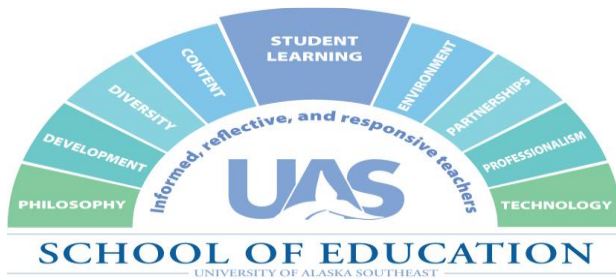 PHILOSOPHY
DEVELOPMENT
DIVERSITY
CONTENT
STUDENT
LEARNING
ENVIRONMENT
PARTNERSHIPS
PROFESSIONALISM
TECHNOLOGY
Informed, reflective, and responsive teachers
UAS
SCHOOL OF EDUCATION
UNIVERSITY OF ALASKA SOUTHEAST